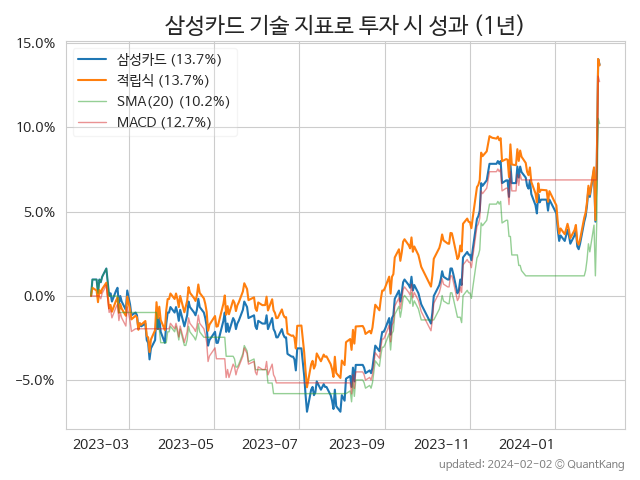 삼성카드 기술 지표로 투자 시 성과 (1년)
삼성카드 (13.7%)
적립식 (13.7%)
SMA(20) (10.2%)
MACD (12.7%)
15.0%
10.0%
5.0%
0.0%
−5.0%
2023-03 2023-05 2023-07 2023-09 2023-11 2024-01
updated: 2024-02-02 © QuantKang